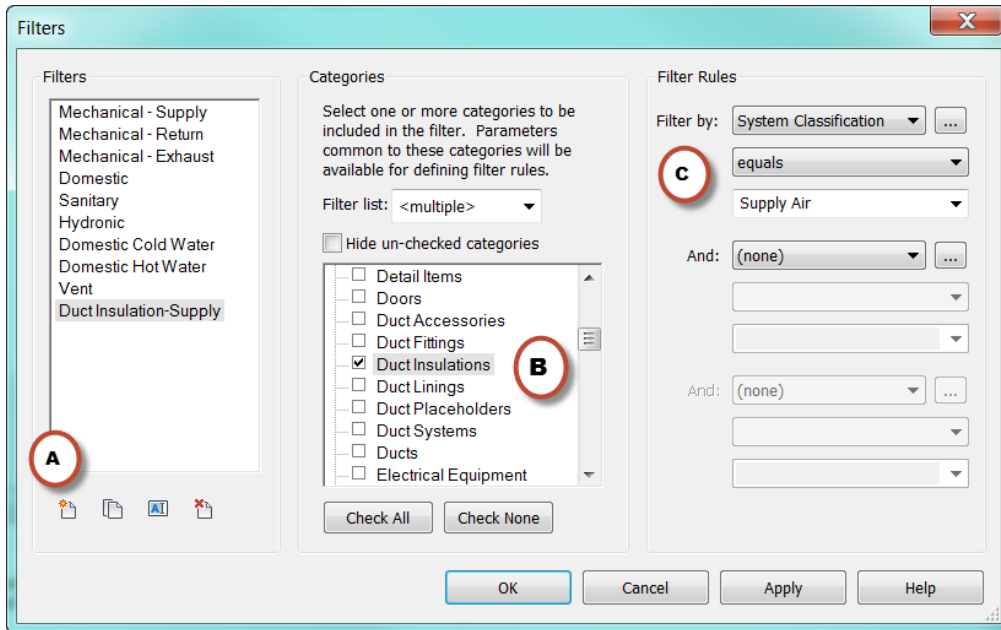 Filters
Filters
Mechanical - Supply
Mechanical - Return
Mechanical - Exhaust
Domestic
Sanitary
Hydronic
Domestic Cold Water
Domestic Hot Water
Vent
Duct Insulation-Supply
A
Categories
Select one or more categories to be
included in the filter. Parameters
common to these categories will be
available for defining filter rules.
Filter list: <multiple>
Hide un-checked categories
Detail Items
Doors
Duct Accessories
Duct Fittings
Duct Insulations
Duct Linings
Duct Placeholders
Duct Systems
Ducts
Electrical Equipment
B
Check All Check None
Filter Rules
Filter by: System Classification ...
equals
Supply Air
C
And: (none) ...
And: (none) ...
OK Cancel Apply Help